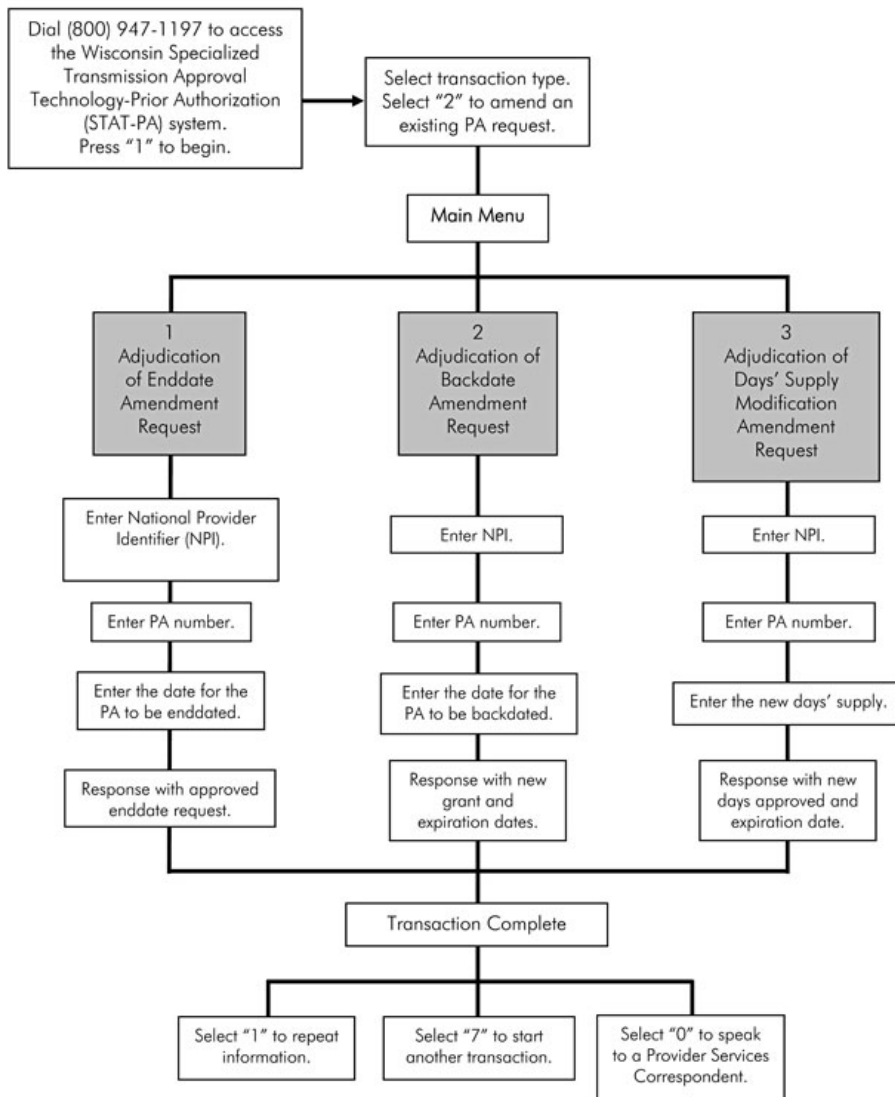 Dial (800) 947-1197 to access
the Wisconsin Specialized
Transmission Approval
Technology-Prior Authorization
(STAT-PA) system.
Press “1” to begin.
Select transaction type.
Select “2” to amend an
existing PA request.
Main Menu
1
Adjudication
of Enddate
Amendment
Request
2
Adjudication of
Backdate
Amendment
Request
3
Adjudication of
Days’ Supply
Modification
Amendment
Request
Enter National Provider
Identifier (NPI).
Enter PA number.
Enter the date for the
PA to be enddated.
Response with approved
enddate request.
Enter NPI.
Enter PA number.
Enter the date for the
PA to be backdated.
Response with new
grant and
expiration dates.
Enter NPI.
Enter PA number.
Enter the new days’ supply.
Response with new
days approved and
expiration date.
Transaction Complete
Select “1” to repeat
information.
Select “7” to start
another transaction.
Select “0” to speak
to a Provider Services
Correspondent.